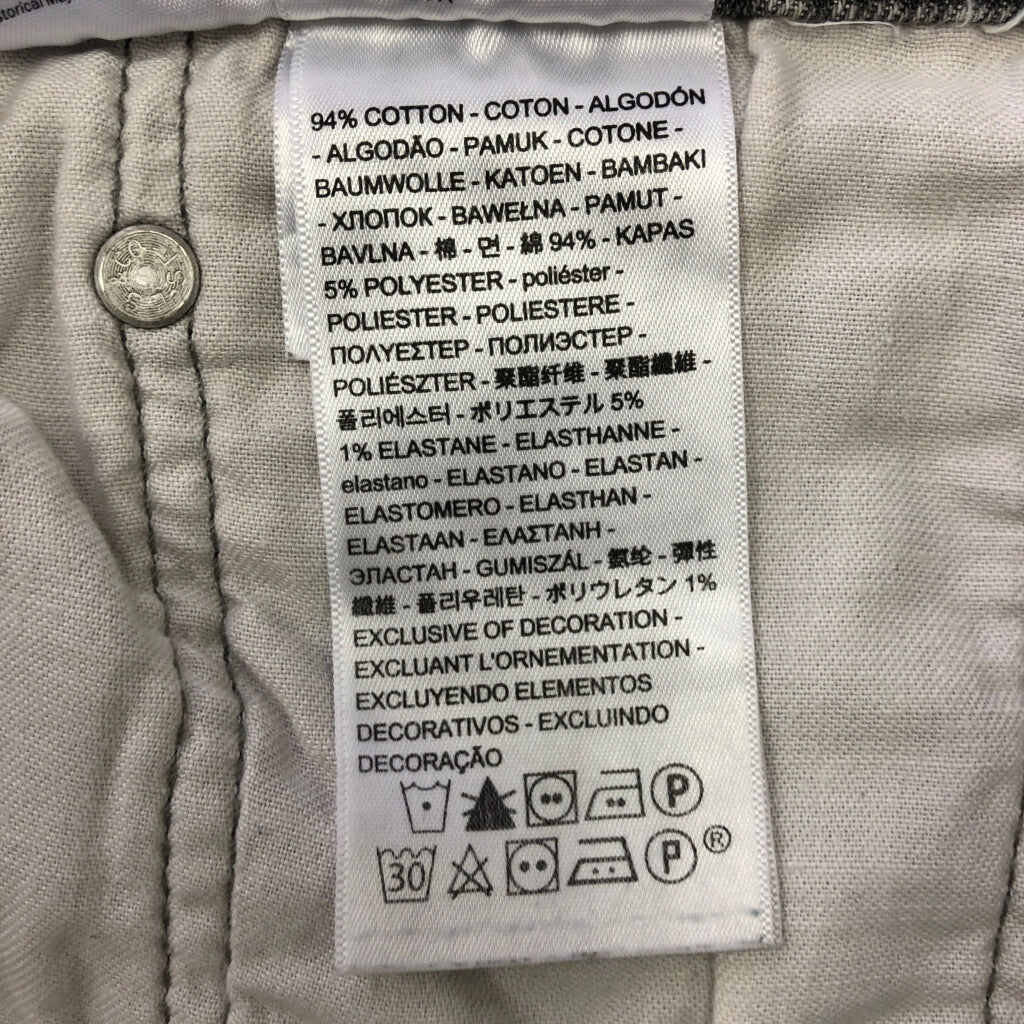 94% COTTON - COTON - ALGODÓN
- ALGODÃO - PAMUK - COTONE -
BAUMWOLLE - KATOEN - BAMBAKI
- ХЛОПОК - BAWEŁNA - PAMUT -
BAVLNA - 棉 - 면 - 綿 94% - KAPAS
5% POLYESTER - poliéster -
POLIESTER - POLIESTERE -
ΠΟΛΥΕΣΤΕΡ - ПОЛИЭСТЕР -
POLIÉSZTER - 聚酯纤维 - 聚酯纖維 -
폴리에스터 - ポリエステル 5%
1% ELASTANE - ELASTHANNE -
elastano - ELASTANO - ELASTAN -
ELASTOMERO - ELASTHAN -
ELASTAAN - ΕΛΑΣΤΑΝΗ -
ЭЛАСТАН - GUMISZÁL - 氨纶 - 彈性
纖維 - 폴리우레탄 - ポリウレタン 1%
EXCLUSIVE OF DECORATION -
EXCLUANT L'ORNEMENTATION -
EXCLUYENDO ELEMENTOS
DECORATIVOS - EXCLUINDO
DECORAÇÃO
P
30 P ®